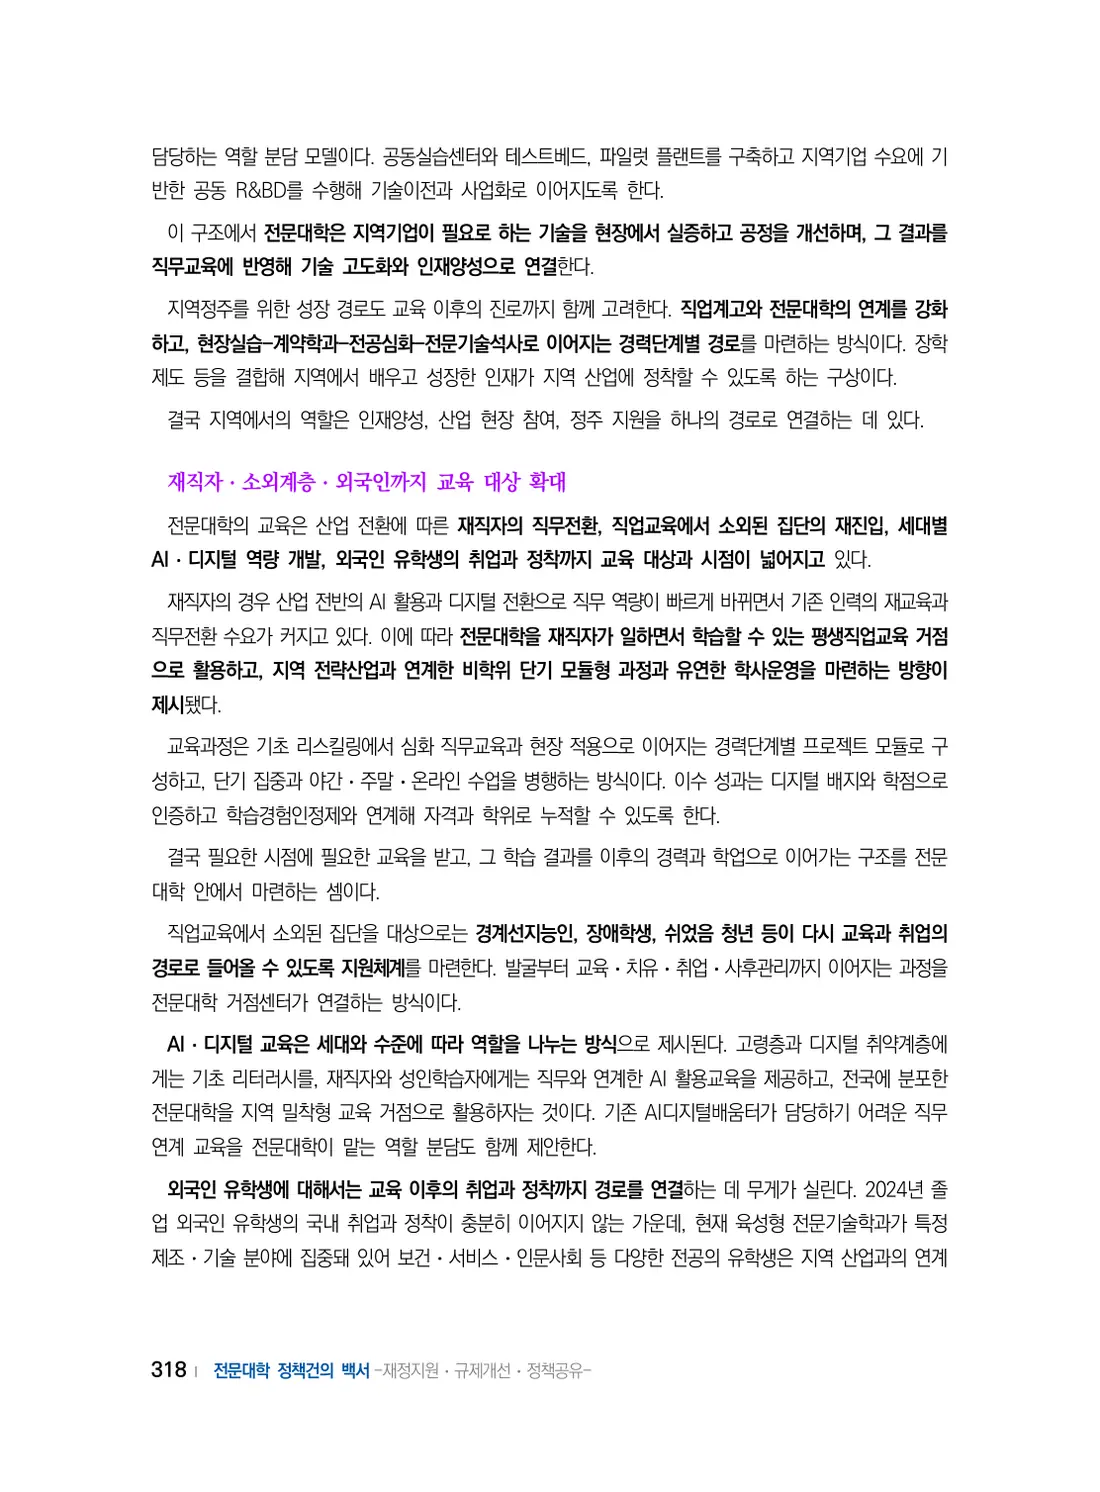 담당하는 역할 분담 모델이다. 공동실습센터와 테스트베드, 파일럿 플랜트를 구축하고 지역기업 수요에 기
반한 공동 R&BD를 수행해 기술이전과 사업화로 이어지도록 한다.
이 구조에서 전문대학은 지역기업이 필요로 하는 기술을 현장에서 실증하고 공정을 개선하며, 그 결과를
직무교육에 반영해 기술 고도화와 인재양성으로 연결한다.
지역정주를 위한 성장 경로도 교육 이후의 진로까지 함께 고려한다. 직업계고와 전문대학의 연계를 강화
하고, 현장실습–계약학과–전공심화–전문기술석사로 이어지는 경력단계별 경로를 마련하는 방식이다. 장학
제도 등을 결합해 지역에서 배우고 성장한 인재가 지역 산업에 정착할 수 있도록 하는 구상이다.
결국 지역에서의 역할은 인재양성, 산업 현장 참여, 정주 지원을 하나의 경로로 연결하는 데 있다.
재직자·소외계층·외국인까지 교육 대상 확대
전문대학의 교육은 산업 전환에 따른 재직자의 직무전환, 직업교육에서 소외된 집단의 재진입, 세대별
AI·디지털 역량 개발, 외국인 유학생의 취업과 정착까지 교육 대상과 시점이 넓어지고 있다.
재직자의 경우 산업 전반의 AI 활용과 디지털 전환으로 직무 역량이 빠르게 바뀌면서 기존 인력의 재교육과
직무전환 수요가 커지고 있다. 이에 따라 전문대학을 재직자가 일하면서 학습할 수 있는 평생직업교육 거점
으로 활용하고, 지역 전략산업과 연계한 비학위 단기 모듈형 과정과 유연한 학사운영을 마련하는 방향이
제시됐다.
교육과정은 기초 리스킬링에서 심화 직무교육과 현장 적용으로 이어지는 경력단계별 프로젝트 모듈로 구
성하고, 단기 집중과 야간·주말·온라인 수업을 병행하는 방식이다. 이수 성과는 디지털 배지와 학점으로
인증하고 학습경험인정제와 연계해 자격과 학위로 누적할 수 있도록 한다.
결국 필요한 시점에 필요한 교육을 받고, 그 학습 결과를 이후의 경력과 학업으로 이어가는 구조를 전문
대학 안에서 마련하는 셈이다.
직업교육에서 소외된 집단을 대상으로는 경계선지능인, 장애학생, 쉬었음 청년 등이 다시 교육과 취업의
경로로 들어올 수 있도록 지원체계를 마련한다. 발굴부터 교육·치유·취업·사후관리까지 이어지는 과정을
전문대학 거점센터가 연결하는 방식이다.
AI·디지털 교육은 세대와 수준에 따라 역할을 나누는 방식으로 제시된다. 고령층과 디지털 취약계층에
게는 기초 리터러시를, 재직자와 성인학습자에게는 직무와 연계한 AI 활용교육을 제공하고, 전국에 분포한
전문대학을 지역 밀착형 교육 거점으로 활용하자는 것이다. 기존 AI디지털배움터가 담당하기 어려운 직무
연계 교육을 전문대학이 맡는 역할 분담도 함께 제안한다.
외국인 유학생에 대해서는 교육 이후의 취업과 정착까지 경로를 연결하는 데 무게가 실린다. 2024년 졸
업 외국인 유학생의 국내 취업과 정착이 충분히 이어지지 않는 가운데, 현재 육성형 전문기술학과가 특정
제조·기술 분야에 집중돼 있어 보건·서비스·인문사회 등 다양한 전공의 유학생은 지역 산업과의 연계
318 | 전문대학 정책건의 백서 -재정지원·규제개선·정책공유-